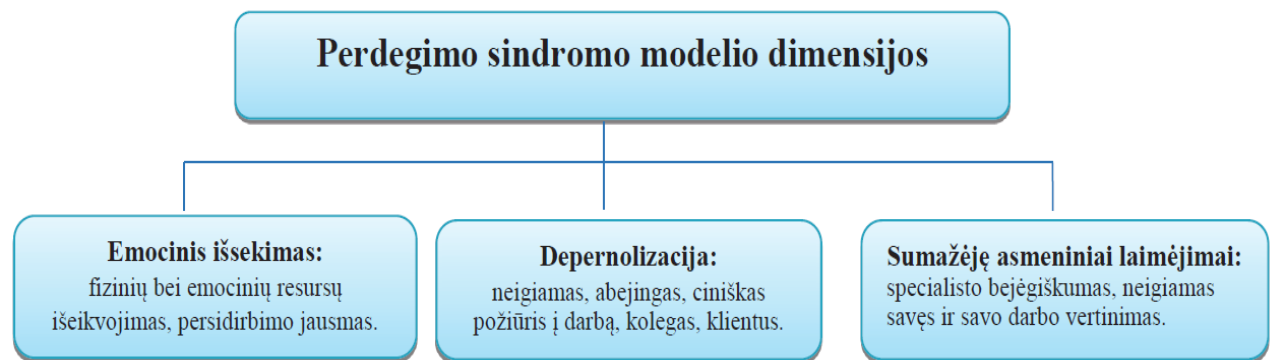 Perdegimo sindromo modelio dimensijos
Emocinis išsekimas:
fizinių bei emocinių resursų
išeikvojimas, persidirbimo jausmas.
Depernolizacija:
neigiamas, abejingas, ciniškas
požiūris į darbą, kolegas, klientus.
Sumažėję asmeniniai laimėjimai:
specialisto bejėgiškumas, neigiamas
savęs ir savo darbo vertinimas.